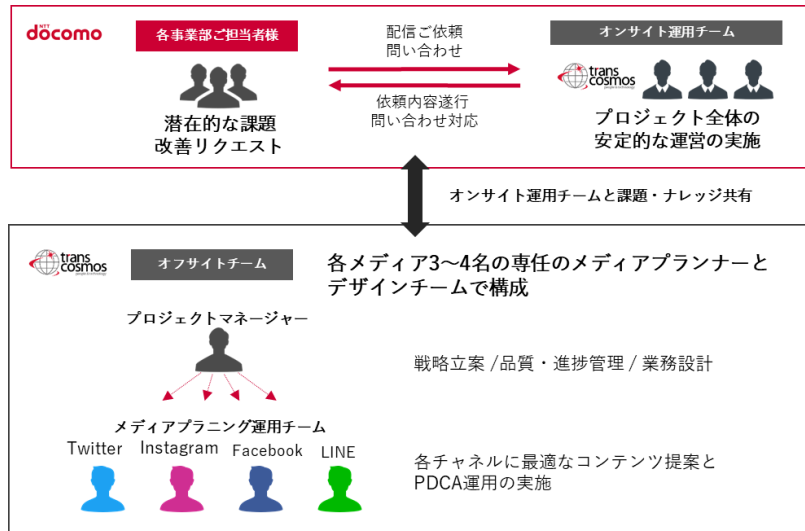 NTT
docomo
各事業部ご担当者様
潜在的な課題
改善リクエスト
配信ご依頼
問い合わせ
依頼内容遂行
問い合わせ対応
オンサイト運用チーム
trans
cosmos
people & technology
プロジェクト全体の
安定的な運営の実施
オンサイト運用チームと課題・ナレッジ共有
trans
cosmos
people & technology
オフサイトチーム
各メディア3〜4名の専任のメディアプランナーと
デザインチームで構成
プロジェクトマネージャー
戦略立案 /品質・進捗管理 / 業務設計
メディアプラニング運用チーム
Twitter Instagram Facebook LINE
各チャネルに最適なコンテンツ提案と
PDCA運用の実施